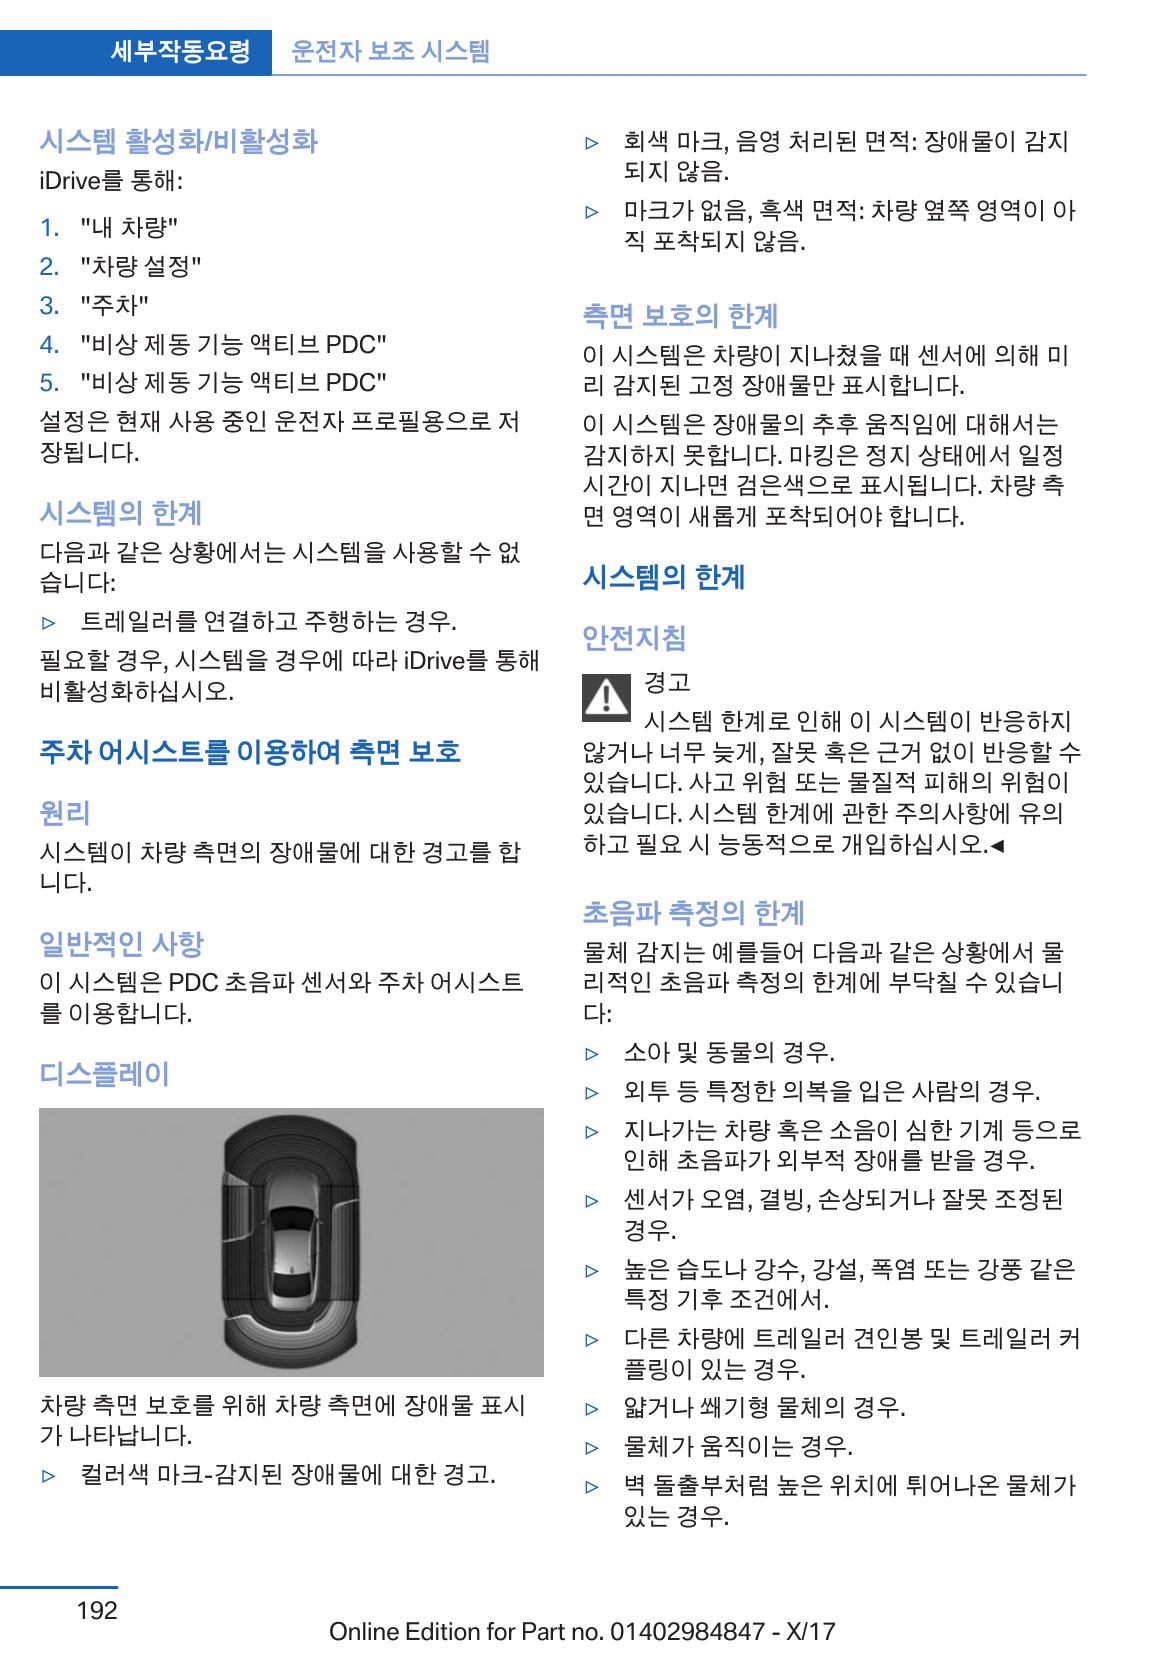 세부작동요령 운전자 보조 시스템
시스템 활성화/비활성화
iDrive를 통해:
1. "내 차량"
2. "차량 설정"
3. "주차"
4. "비상 제동 기능 액티브 PDC"
5. "비상 제동 기능 액티브 PDC"
설정은 현재 사용 중인 운전자 프로필용으로 저
장됩니다.
시스템의 한계
다음과 같은 상황에서는 시스템을 사용할 수 없
습니다:
▷ 트레일러를 연결하고 주행하는 경우.
필요할 경우, 시스템을 경우에 따라 iDrive를 통해
비활성화하십시오.
주차 어시스트를 이용하여 측면 보호
원리
시스템이 차량 측면의 장애물에 대한 경고를 합
니다.
일반적인 사항
이 시스템은 PDC 초음파 센서와 주차 어시스트
를 이용합니다.
디스플레이
차량 측면 보호를 위해 차량 측면에 장애물 표시
가 나타납니다.
▷ 컬러색 마크-감지된 장애물에 대한 경고.
▷ 회색 마크, 음영 처리된 면적: 장애물이 감지
되지 않음.
▷ 마크가 없음, 흑색 면적: 차량 옆쪽 영역이 아
직 포착되지 않음.
측면 보호의 한계
이 시스템은 차량이 지나쳤을 때 센서에 의해 미
리 감지된 고정 장애물만 표시합니다.
이 시스템은 장애물의 추후 움직임에 대해서는
감지하지 못합니다. 마킹은 정지 상태에서 일정
시간이 지나면 검은색으로 표시됩니다. 차량 측
면 영역이 새롭게 포착되어야 합니다.
시스템의 한계
안전지침
경고
시스템 한계로 인해 이 시스템이 반응하지
않거나 너무 늦게, 잘못 혹은 근거 없이 반응할 수
있습니다. 사고 위험 또는 물질적 피해의 위험이
있습니다. 시스템 한계에 관한 주의사항에 유의
하고 필요 시 능동적으로 개입하십시오.◀
초음파 측정의 한계
물체 감지는 예를들어 다음과 같은 상황에서 물
리적인 초음파 측정의 한계에 부닥칠 수 있습니
다:
▷ 소아 및 동물의 경우.
▷ 외투 등 특정한 의복을 입은 사람의 경우.
▷ 지나가는 차량 혹은 소음이 심한 기계 등으로
인해 초음파가 외부적 장애를 받을 경우.
▷ 센서가 오염, 결빙, 손상되거나 잘못 조정된
경우.
▷ 높은 습도나 강수, 강설, 폭염 또는 강풍 같은
특정 기후 조건에서.
▷ 다른 차량에 트레일러 견인봉 및 트레일러 커
플링이 있는 경우.
▷ 얇거나 쐐기형 물체의 경우.
▷ 물체가 움직이는 경우.
▷ 벽 돌출부처럼 높은 위치에 튀어나온 물체가
있는 경우.
192
Online Edition for Part no. 01402984847 - X/17